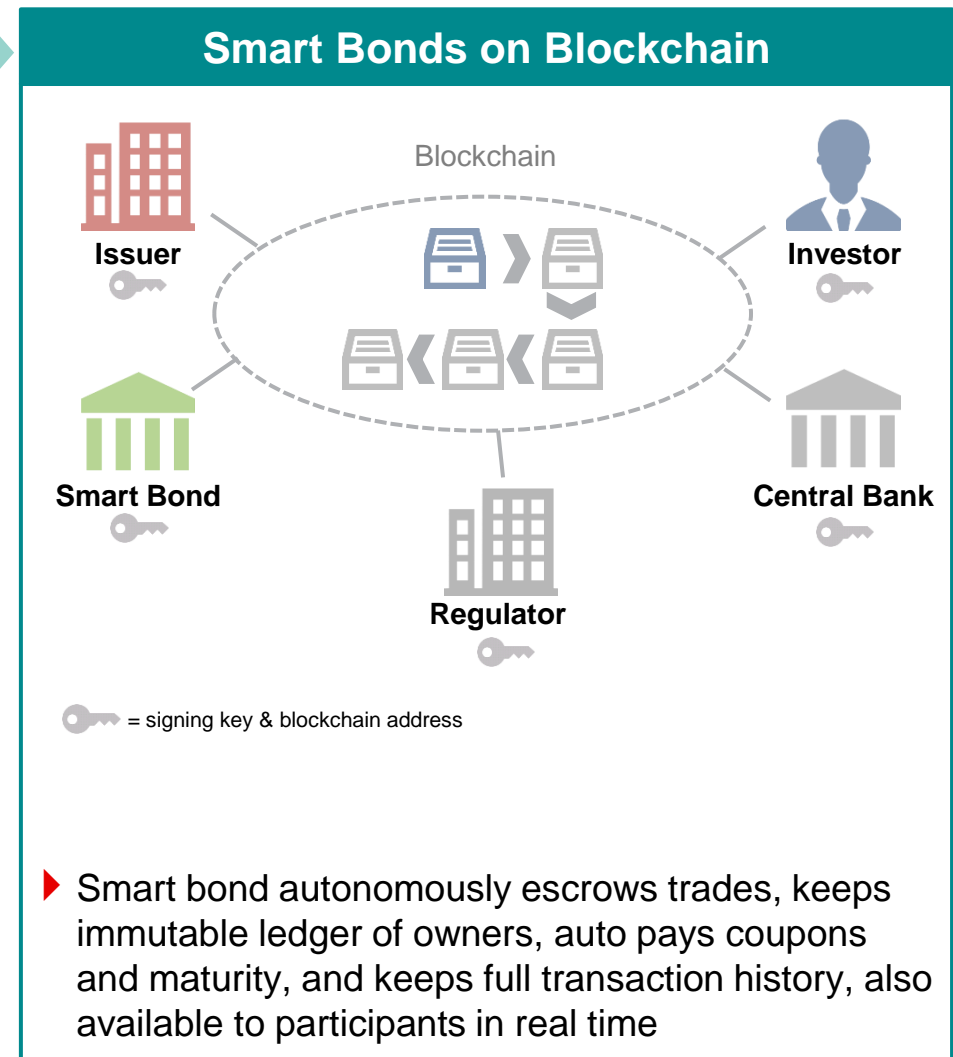 Smart Bonds on Blockchain
Blockchain
Issuer
Investor
Smart Bond
Central Bank
Regulator
= signing key & blockchain address
Smart bond autonomously escrows trades, keeps
immutable ledger of owners, auto pays coupons
and maturity, and keeps full transaction history, also
available to participants in real time